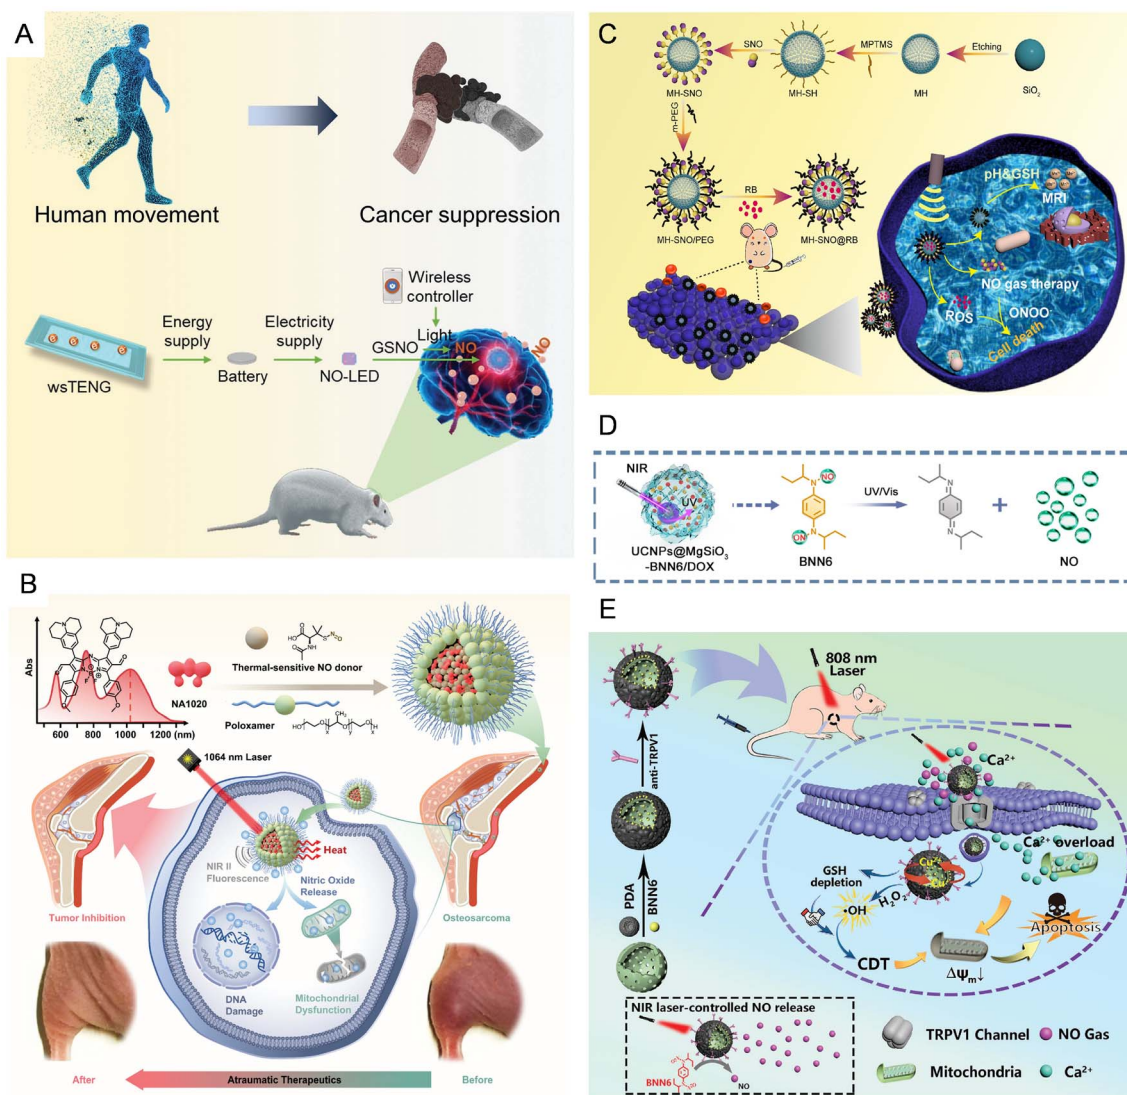 A
Human movement
Cancer suppression
Wireless
controller
Energy
supply
Electricity
supply
Light
GSNO
NO
NO
wsTENG
Battery
NO-LED
B
Abs
600 800 1000 1200 (nm)
NA1020
Thermal-sensitive NO donor
Poloxamer
1064 nm Laser
Heat
NIR II
Fluorescence
Nitric Oxide
Release
Tumor Inhibition
Osteosarcoma
DNA
Damage
Mitochondrial
Dysfunction
After
Atraumatic Therapeutics
Before
C
SNO
MPTMS
Etching
MH-SNO
MH-SH
MH
SiO2
m-PEG
RB
MH-SNO/PEG
MH-SNO@RB
pH&GSH
MRI
NO gas therapy
ROS
ONOO-
Cell death
D
NIR
UV
UCNPs@MgSiO3
-BNN6/DOX
NO
ON
BNN6
UV/Vis
+
NO
E
808 nm
Laser
anti-TRPV1
PDA
BNN6
Ca2+
Ca2+ overload
GSH
depletion
H2O2
Cu2+
Cu+
•OH
CDT
ΔΨm↓
Apoptosis
NIR laser-controlled NO release
BNN6
NO
TRPV1 Channel
NO Gas
Mitochondria
Ca2+